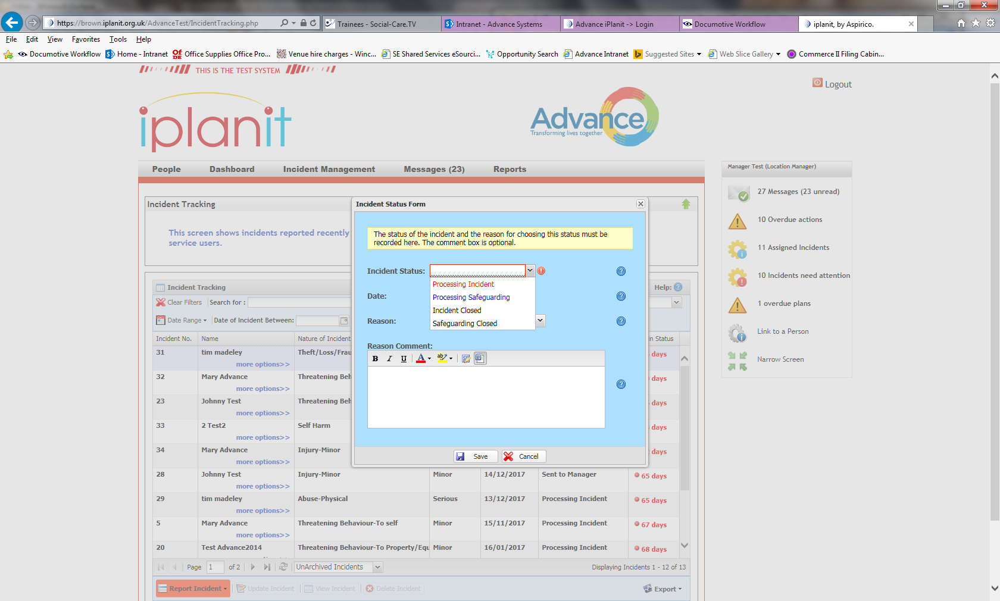 https://brown.iplanit.org.uk/AdvanceTest/IncidentTracking.php
Trainees - Social-Care.TV
Intranet - Advance Systems
Advance iPlanit -> Login
Documotive Workflow
iplanit, by Aspirico.
File Edit View Favorites Tools Help
Documotive Workflow
Home - Intranet
Office Supplies Office Pro...
Venue hire charges - Winc...
SE Shared Services eSourci...
Opportunity Search
Advance Intranet
Suggested Sites
Web Slice Gallery
Commerce II Filing Cabin...
THIS IS THE TEST SYSTEM
Logout
iplanit
Advance
Transforming lives together
People Dashboard Incident Management Messages (23) Reports
Manager Test (Location Manager)
27 Messages (23 unread)
10 Overdue actions
11 Assigned Incidents
10 Incidents need attention
1 overdue plans
Link to a Person
Narrow Screen
Incident Tracking
This screen shows incidents reported recently
service users.
Incident Status Form
The status of the incident and the reason for choosing this status must be
recorded here. The comment box is optional.
Incident Status:
Processing Incident
Processing Safeguarding
Incident Closed
Safeguarding Closed
Date:
Reason:
Reason Comment:
B I U A ab
Save Cancel
Incident Tracking Help:
Clear Filters Search for :
Date Range Date of Incident Between:
Incident No. Name Nature of Incident in Status
31 tim madeley Theft/Loss/Frau days
more options>>
32 Mary Advance Threatening Beh days
more options>>
23 Johnny Test Threatening Beh days
more options>>
33 2 Test2 Self Harm days
more options>>
34 Mary Advance Injury-Minor days
more options>>
28 Johnny Test Injury-Minor Minor 14/12/2017 Sent to Manager 65 days
more options>>
29 tim madeley Abuse-Physical Serious 13/12/2017 Processing Incident 65 days
more options>>
5 Mary Advance Threatening Behaviour-To self Minor 15/11/2017 Processing Incident 67 days
more options>>
20 Test Advance2014 Threatening Behaviour-To Property/Equ Minor 16/01/2017 Processing Incident 68 days
Page 1 of 2 UnArchived Incidents Displaying Incidents 1 - 12 of 13
Report Incident Update Incident View Incident Delete Incident Export